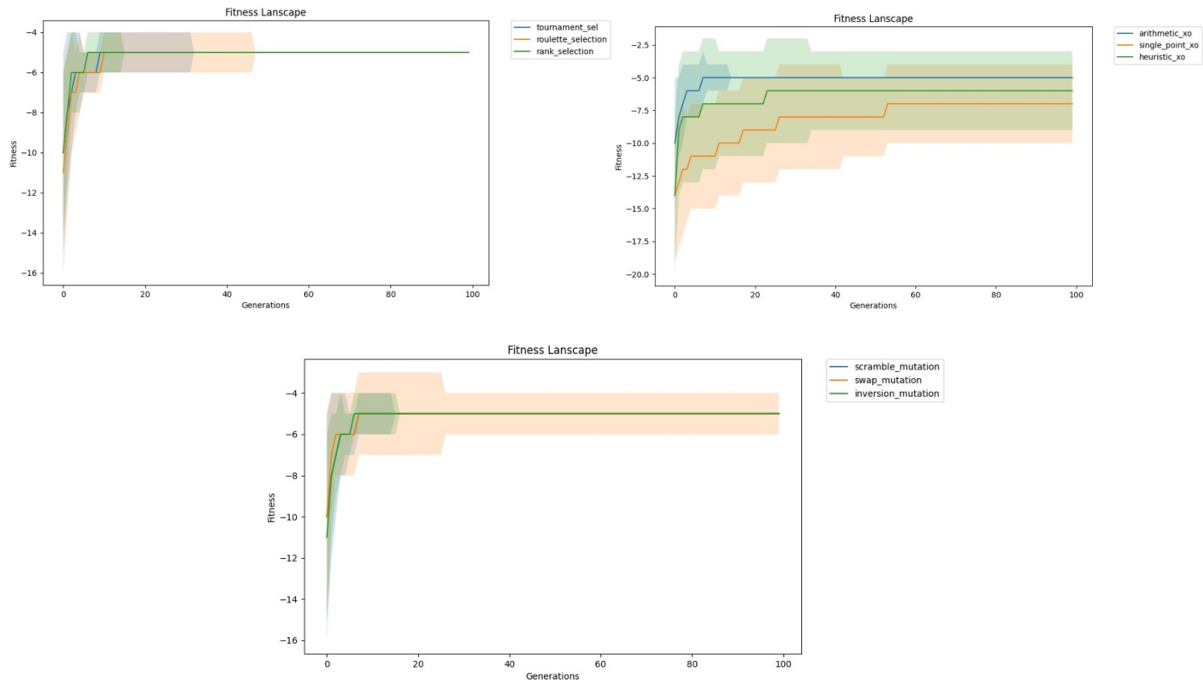 Fitness Lanscape
tournament_sel
roulette_selection
rank_selection
Fitness
−4
−6
−8
−10
−12
−14
−16
0 20 40 60 80 100
Generations
Fitness Lanscape
arithmetic_xo
single_point_xo
heuristic_xo
Fitness
−2.5
−5.0
−7.5
−10.0
−12.5
−15.0
−17.5
−20.0
0 20 40 60 80 100
Generations
Fitness Lanscape
scramble_mutation
swap_mutation
inversion_mutation
Fitness
−4
−6
−8
−10
−12
−14
−16
0 20 40 60 80 100
Generations